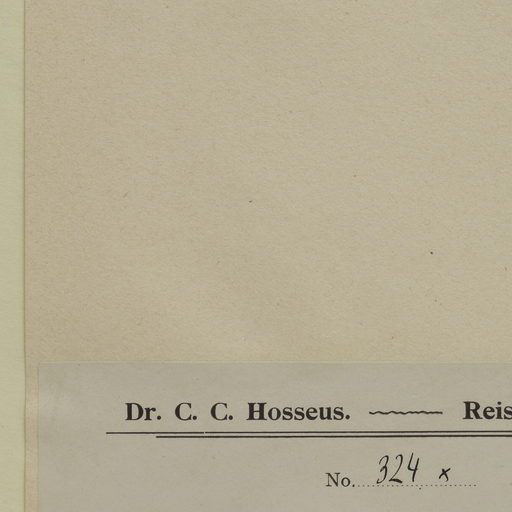 Dr. C. C. Hosseus. Reis
No. 324 x